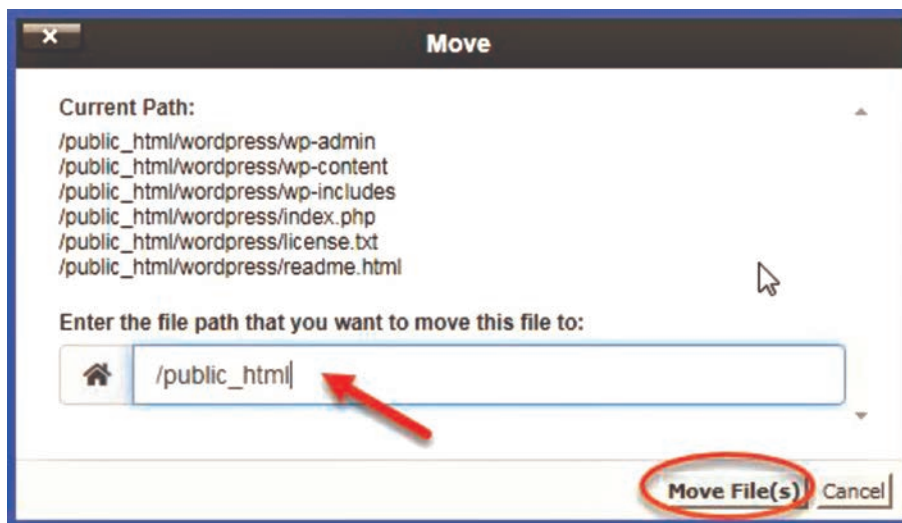 ×
Move
Current Path:
/public_html/wordpress/wp-admin
/public_html/wordpress/wp-content
/public_html/wordpress/wp-includes
/public_html/wordpress/index.php
/public_html/wordpress/license.txt
/public_html/wordpress/readme.html
Enter the file path that you want to move this file to:
/public_html
Move File(s) Cancel